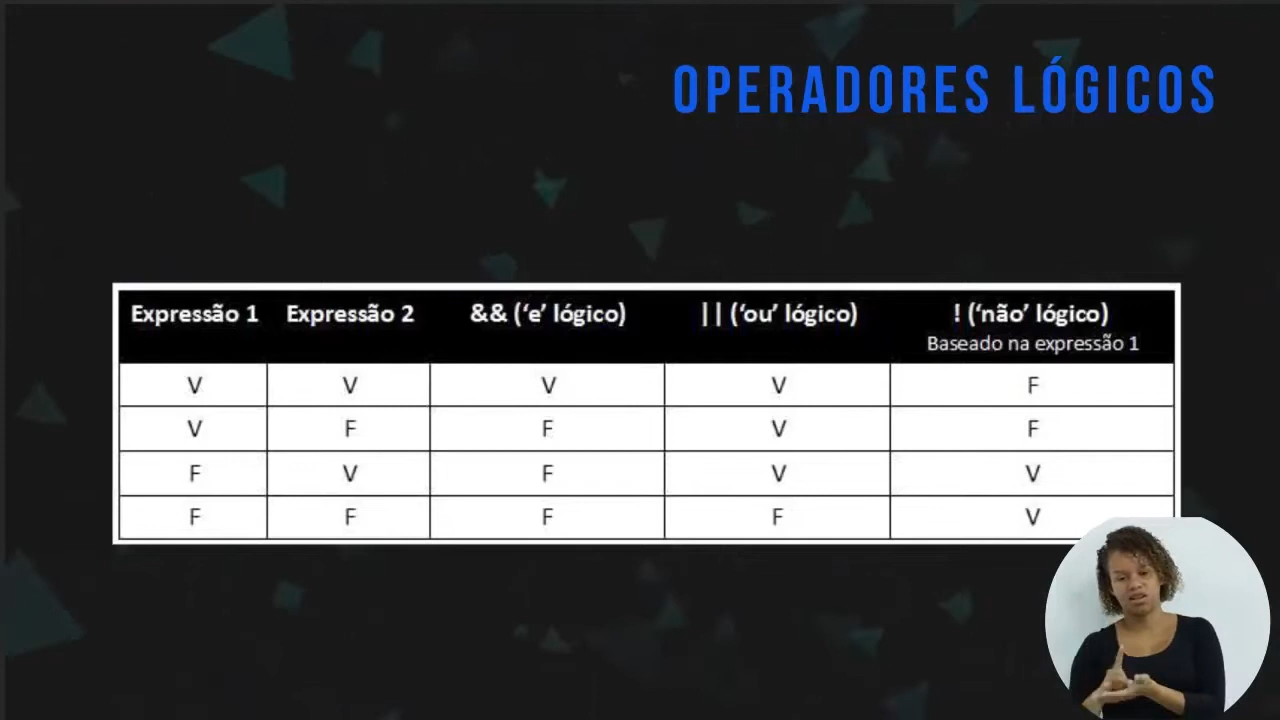 OPERADORES LÓGICOS
Expressão 1 Expressão 2 && (‘e’ lógico) || (‘ou’ lógico) ! (‘não’ lógico)
Baseado na expressão 1
V V V V F
V F F V F
F V F V V
F F F F V